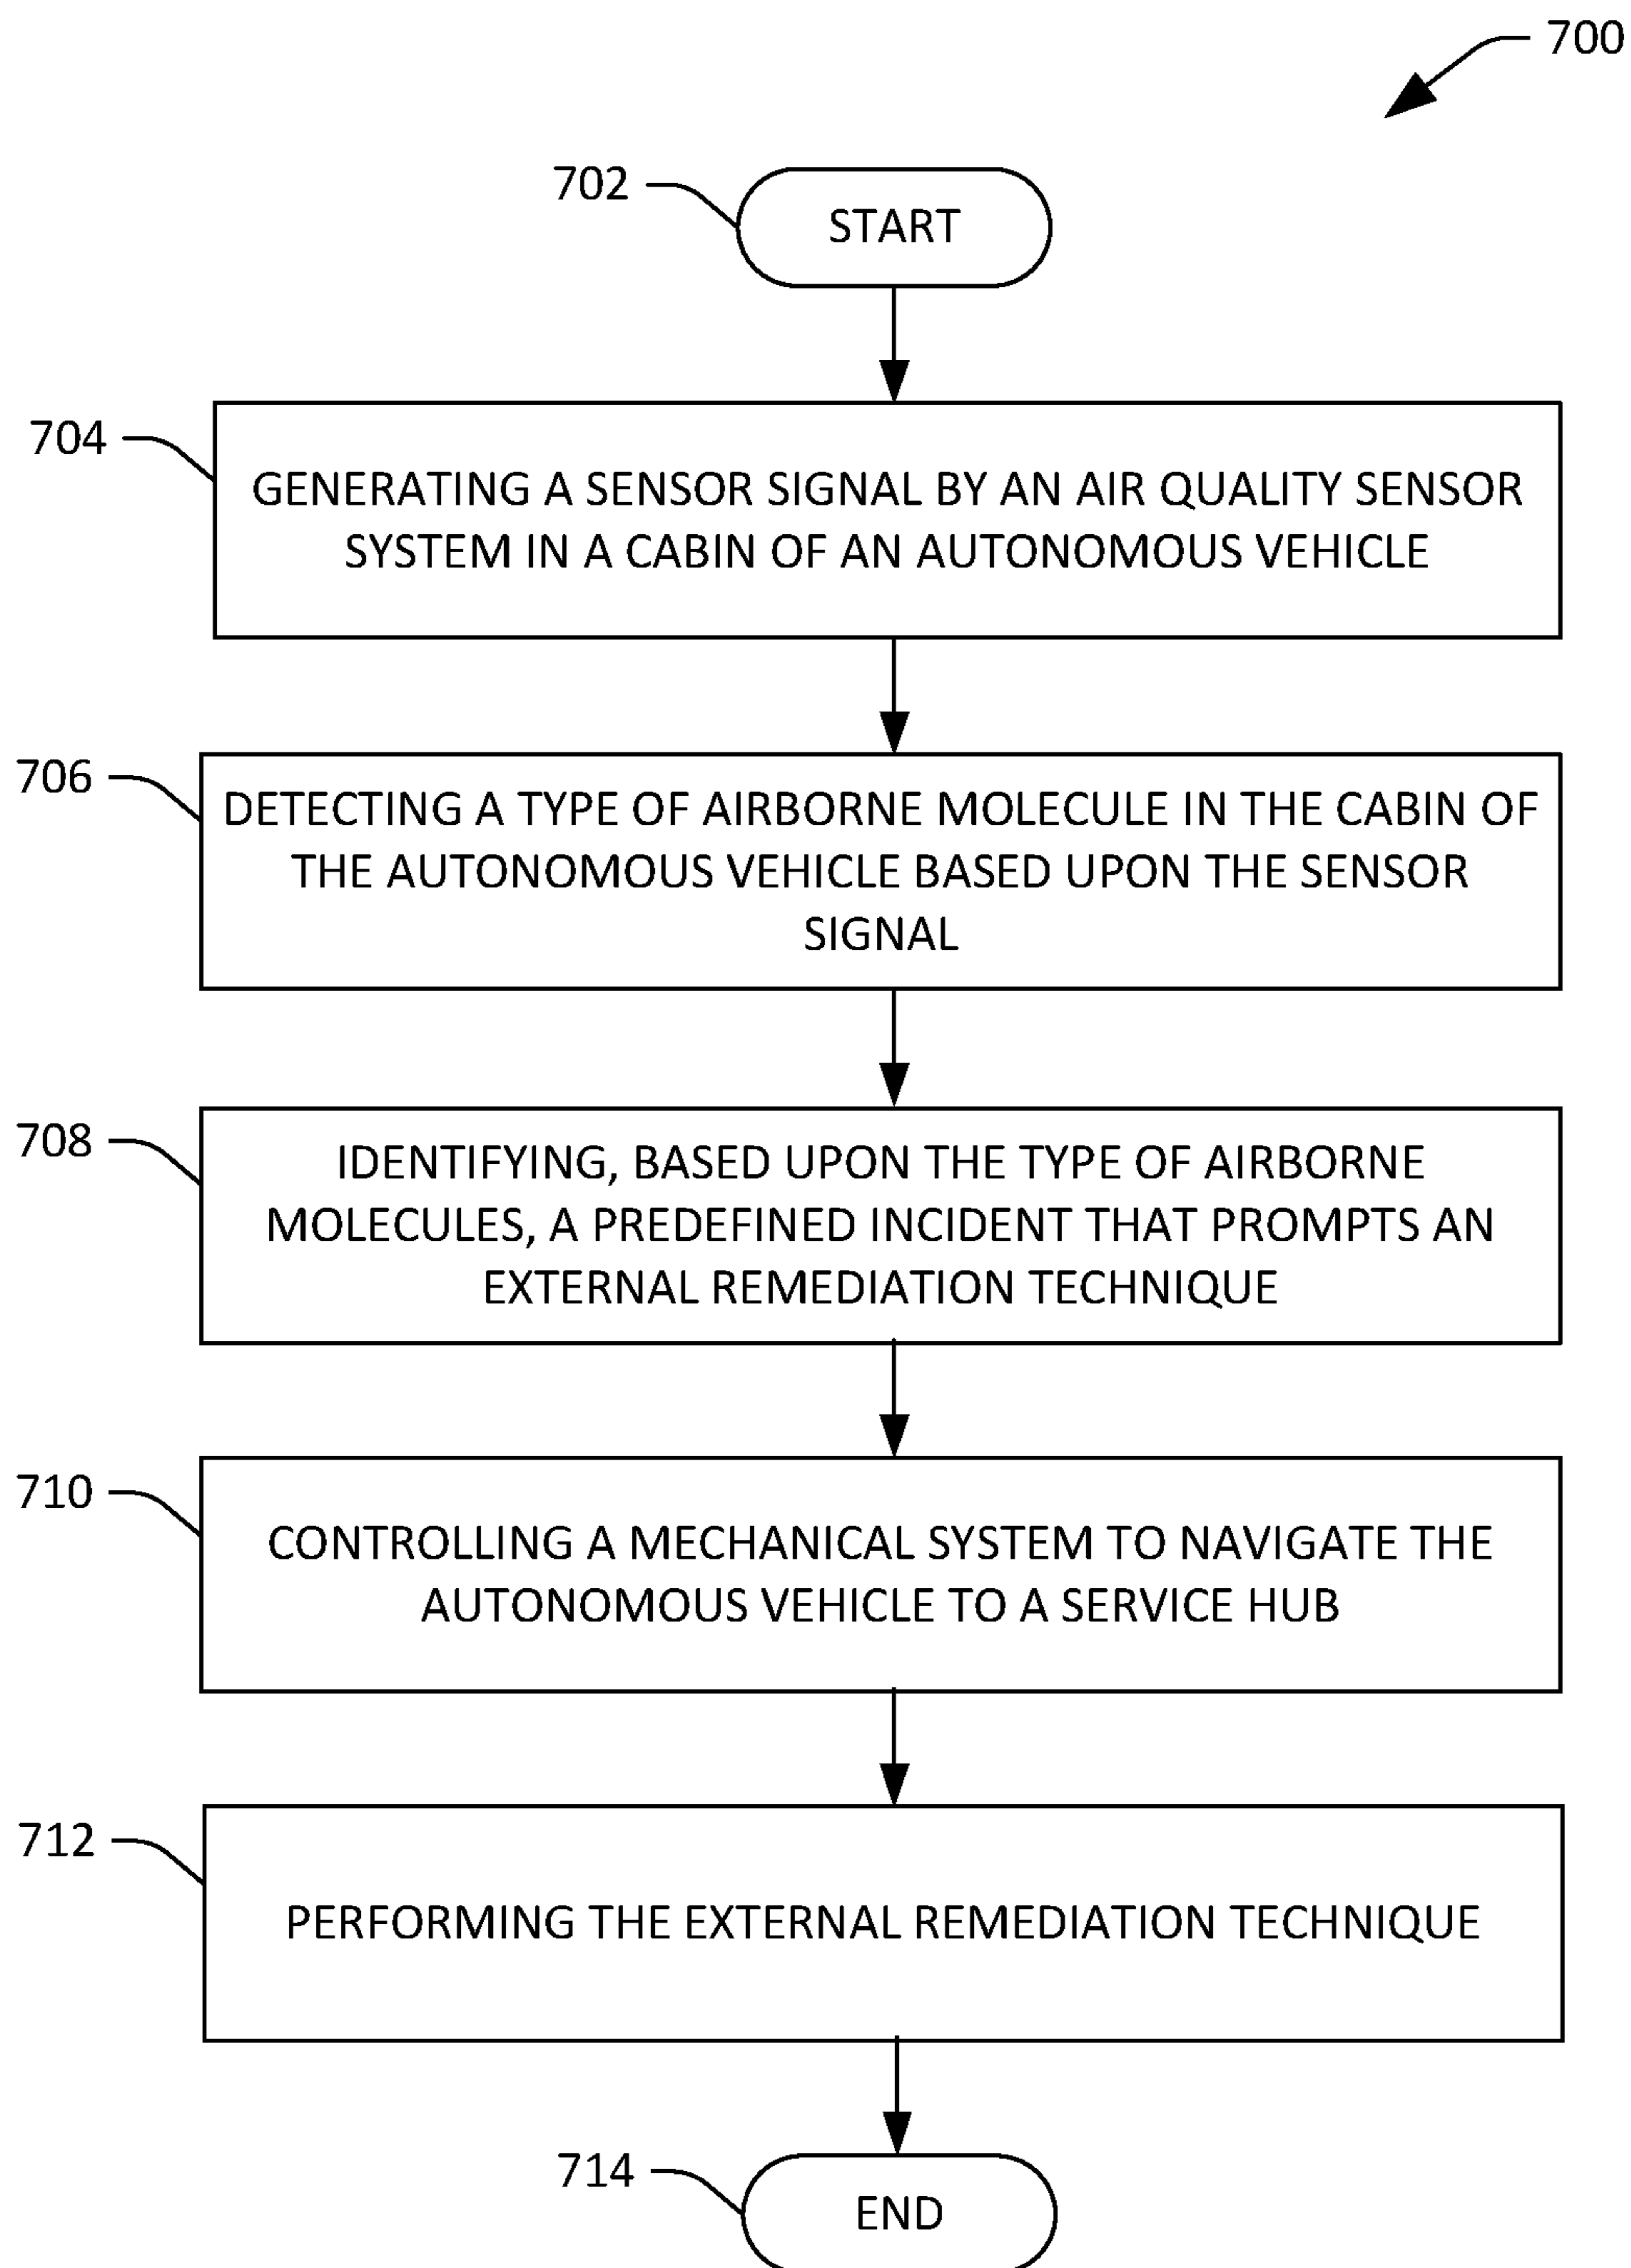 700
702
START
704
GENERATING A SENSOR SIGNAL BY AN AIR QUALITY SENSOR
SYSTEM IN A CABIN OF AN AUTONOMOUS VEHICLE
706
DETECTING A TYPE OF AIRBORNE MOLECULE IN THE CABIN OF
THE AUTONOMOUS VEHICLE BASED UPON THE SENSOR
SIGNAL
708
IDENTIFYING, BASED UPON THE TYPE OF AIRBORNE
MOLECULES, A PREDEFINED INCIDENT THAT PROMPTS AN
EXTERNAL REMEDIATION TECHNIQUE
710
CONTROLLING A MECHANICAL SYSTEM TO NAVIGATE THE
AUTONOMOUS VEHICLE TO A SERVICE HUB
712
PERFORMING THE EXTERNAL REMEDIATION TECHNIQUE
714
END